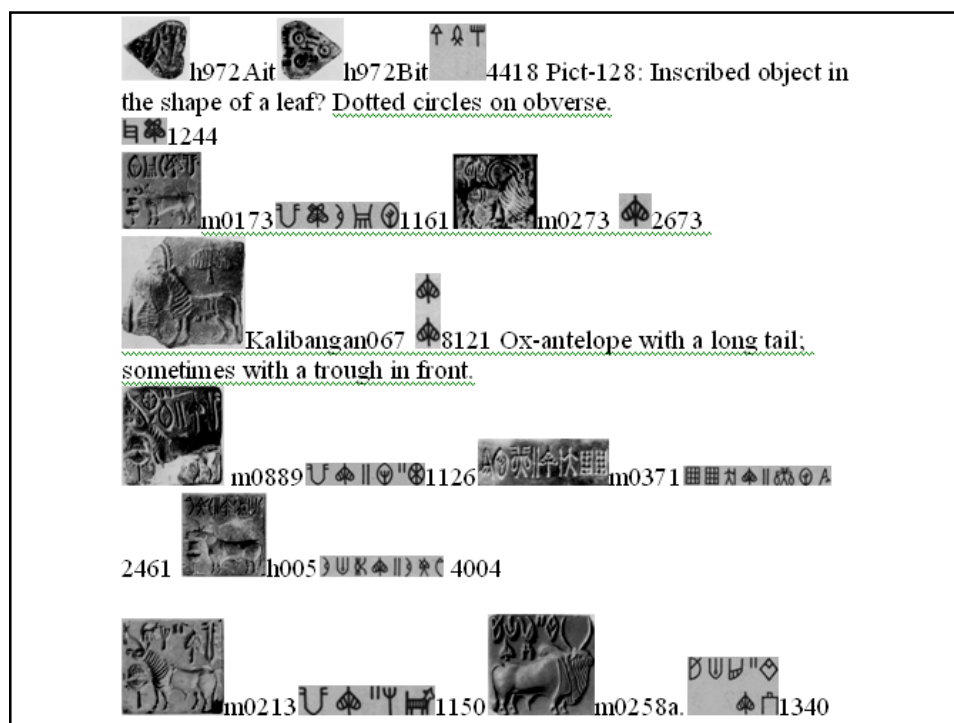 h972Ait h972Bit 4418 Pict-128: Inscribed object in
the shape of a leaf? Dotted circles on obverse.
1244
m0173 1161 m0273 2673
Kalibangan067 8121 Ox-antelope with a long tail;
sometimes with a trough in front.
m0889 1126 m0371
2461 h005 4004
m0213 1150 m0258a. 1340